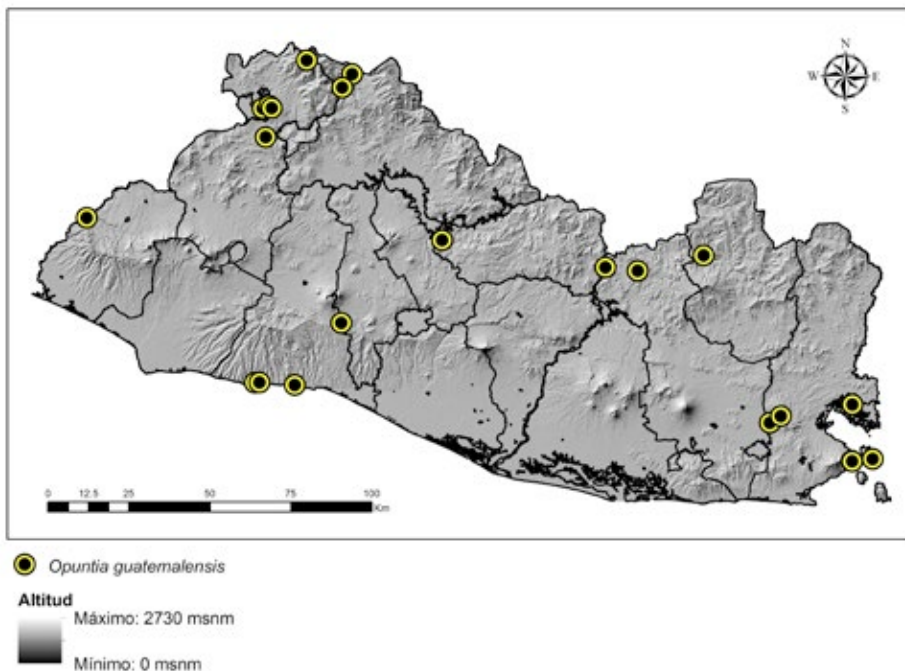 N
W E
S
0 12.5 25 50 75 100
Km
Opuntia guatemalensis
Altitud
Máximo: 2730 msnm
Mínimo: 0 msnm